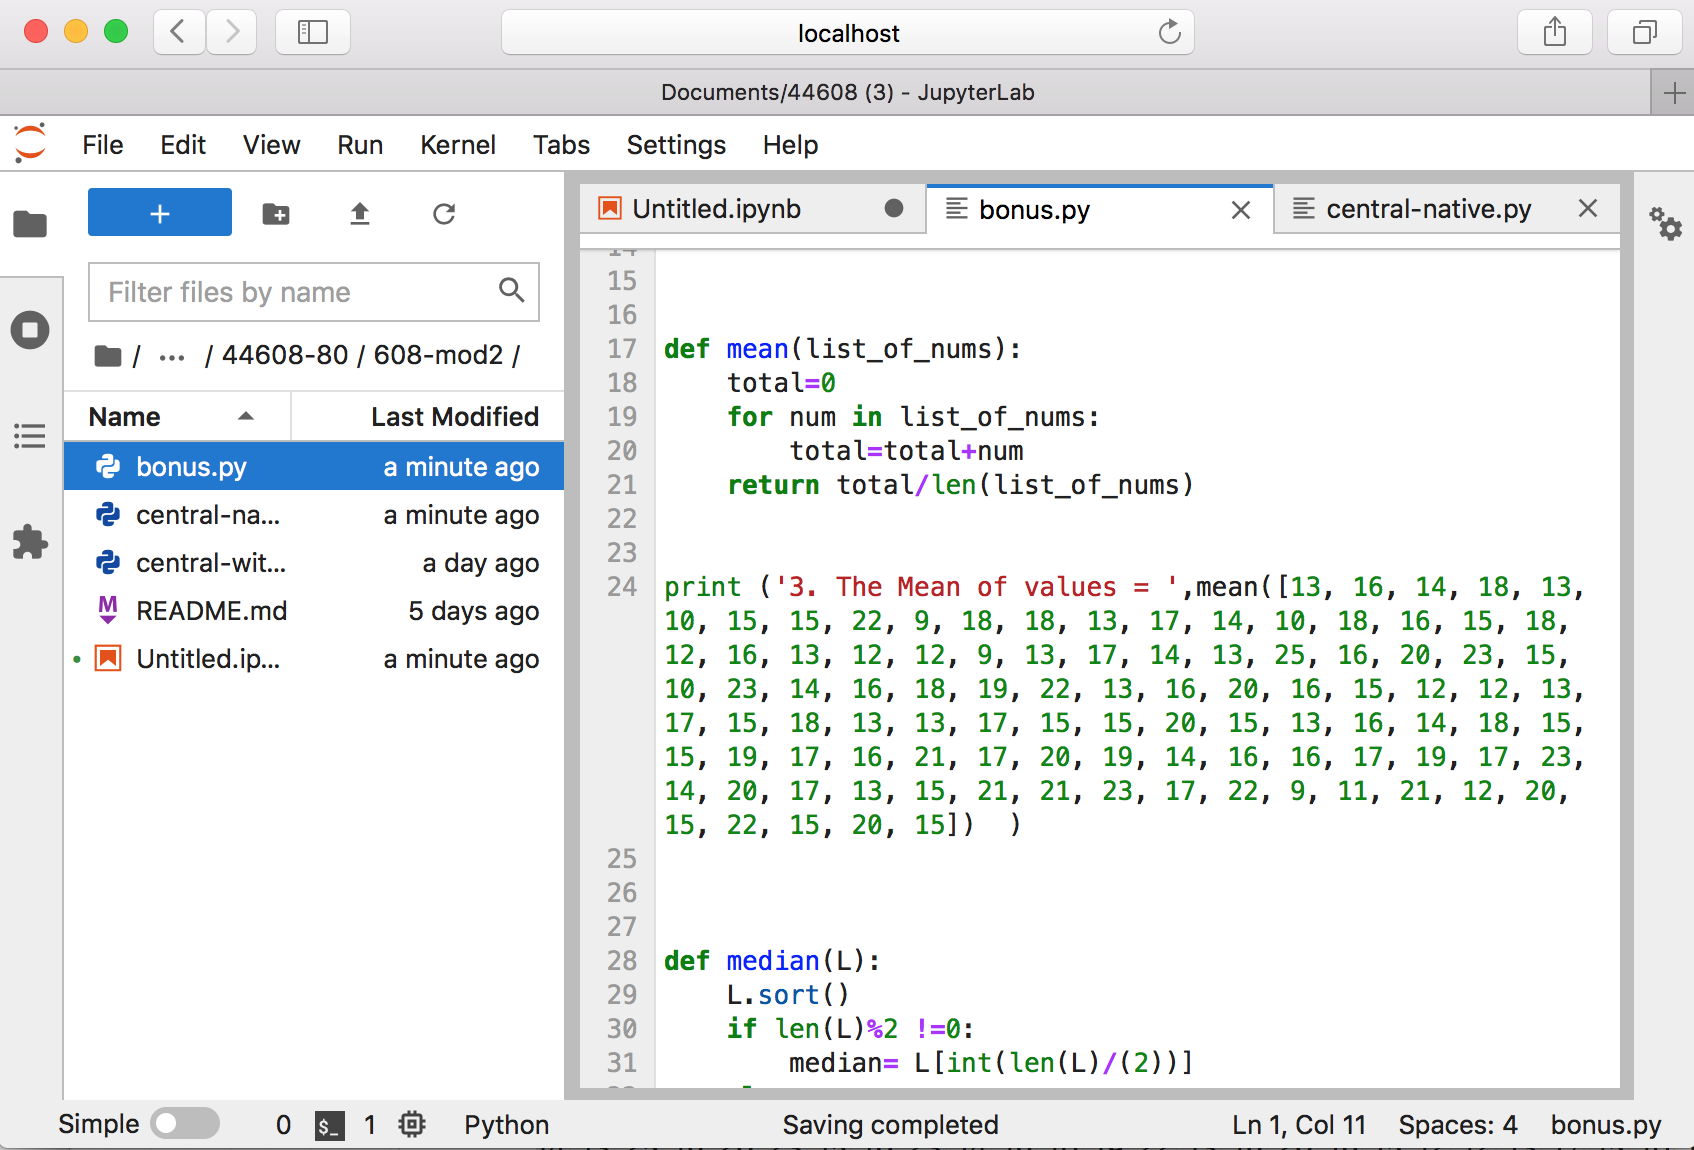 localhost
Documents/44608 (3) - JupyterLab
File Edit View Run Kernel Tabs Settings Help
+
Filter files by name
/ ... / 44608-80 / 608-mod2 /
Name Last Modified
bonus.py a minute ago
central-na... a minute ago
central-wit... a day ago
README.md 5 days ago
Untitled.ip... a minute ago
Untitled.ipynb bonus.py central-native.py
14
15
16
17 def mean(list_of_nums):
18 total=0
19 for num in list_of_nums:
20 total=total+num
21 return total/len(list_of_nums)
22
23
24 print ('3. The Mean of values = ',mean([13, 16, 14, 18, 13,
10, 15, 15, 22, 9, 18, 18, 13, 17, 14, 10, 18, 16, 15, 18,
12, 16, 13, 12, 12, 9, 13, 17, 14, 13, 25, 16, 20, 23, 15,
10, 23, 14, 16, 18, 19, 22, 13, 16, 20, 16, 15, 12, 12, 13,
17, 15, 18, 13, 13, 17, 15, 15, 20, 15, 13, 16, 14, 18, 15,
15, 19, 17, 16, 21, 17, 20, 19, 14, 16, 16, 17, 19, 17, 23,
14, 20, 17, 13, 15, 21, 21, 23, 17, 22, 9, 11, 21, 12, 20,
15, 22, 15, 20, 15])  )
25
26
27
28 def median(L):
29 L.sort()
30 if len(L)%2 !=0:
31 median= L[int(len(L)/(2))]
Simple 0 $_ 1 Python Saving completed Ln 1, Col 11 Spaces: 4 bonus.py